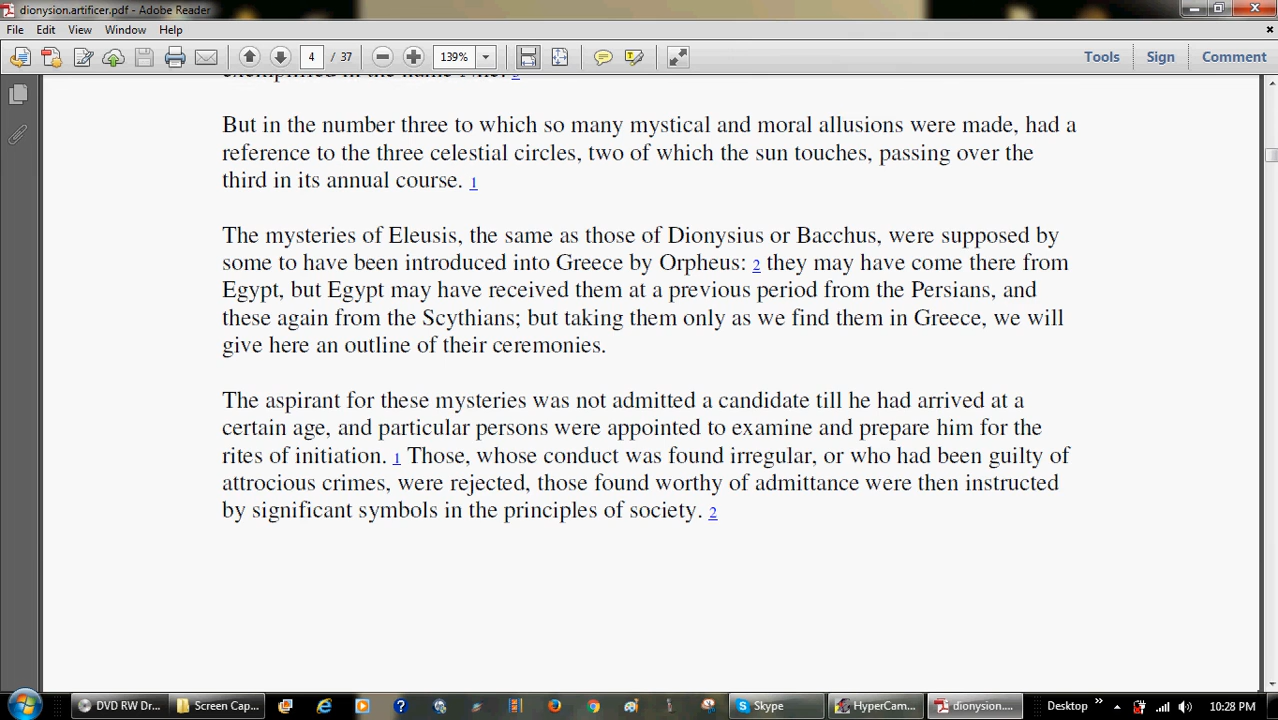 dionysion.artificer.pdf - Adobe Reader
File Edit View Window Help
4 / 37 139% Tools Sign Comment
exemplified in the name Nile. 3
But in the number three to which so many mystical and moral allusions were made, had a
reference to the three celestial circles, two of which the sun touches, passing over the
third in its annual course. 1
The mysteries of Eleusis, the same as those of Dionysius or Bacchus, were supposed by
some to have been introduced into Greece by Orpheus: 2 they may have come there from
Egypt, but Egypt may have received them at a previous period from the Persians, and
these again from the Scythians; but taking them only as we find them in Greece, we will
give here an outline of their ceremonies.
The aspirant for these mysteries was not admitted a candidate till he had arrived at a
certain age, and particular persons were appointed to examine and prepare him for the
rites of initiation. 1 Those, whose conduct was found irregular, or who had been guilty of
attrocious crimes, were rejected, those found worthy of admittance were then instructed
by significant symbols in the principles of society. 2
DVD RW Dr... Screen Cap... Skype HyperCam... dionysion.... Desktop » 10:28 PM